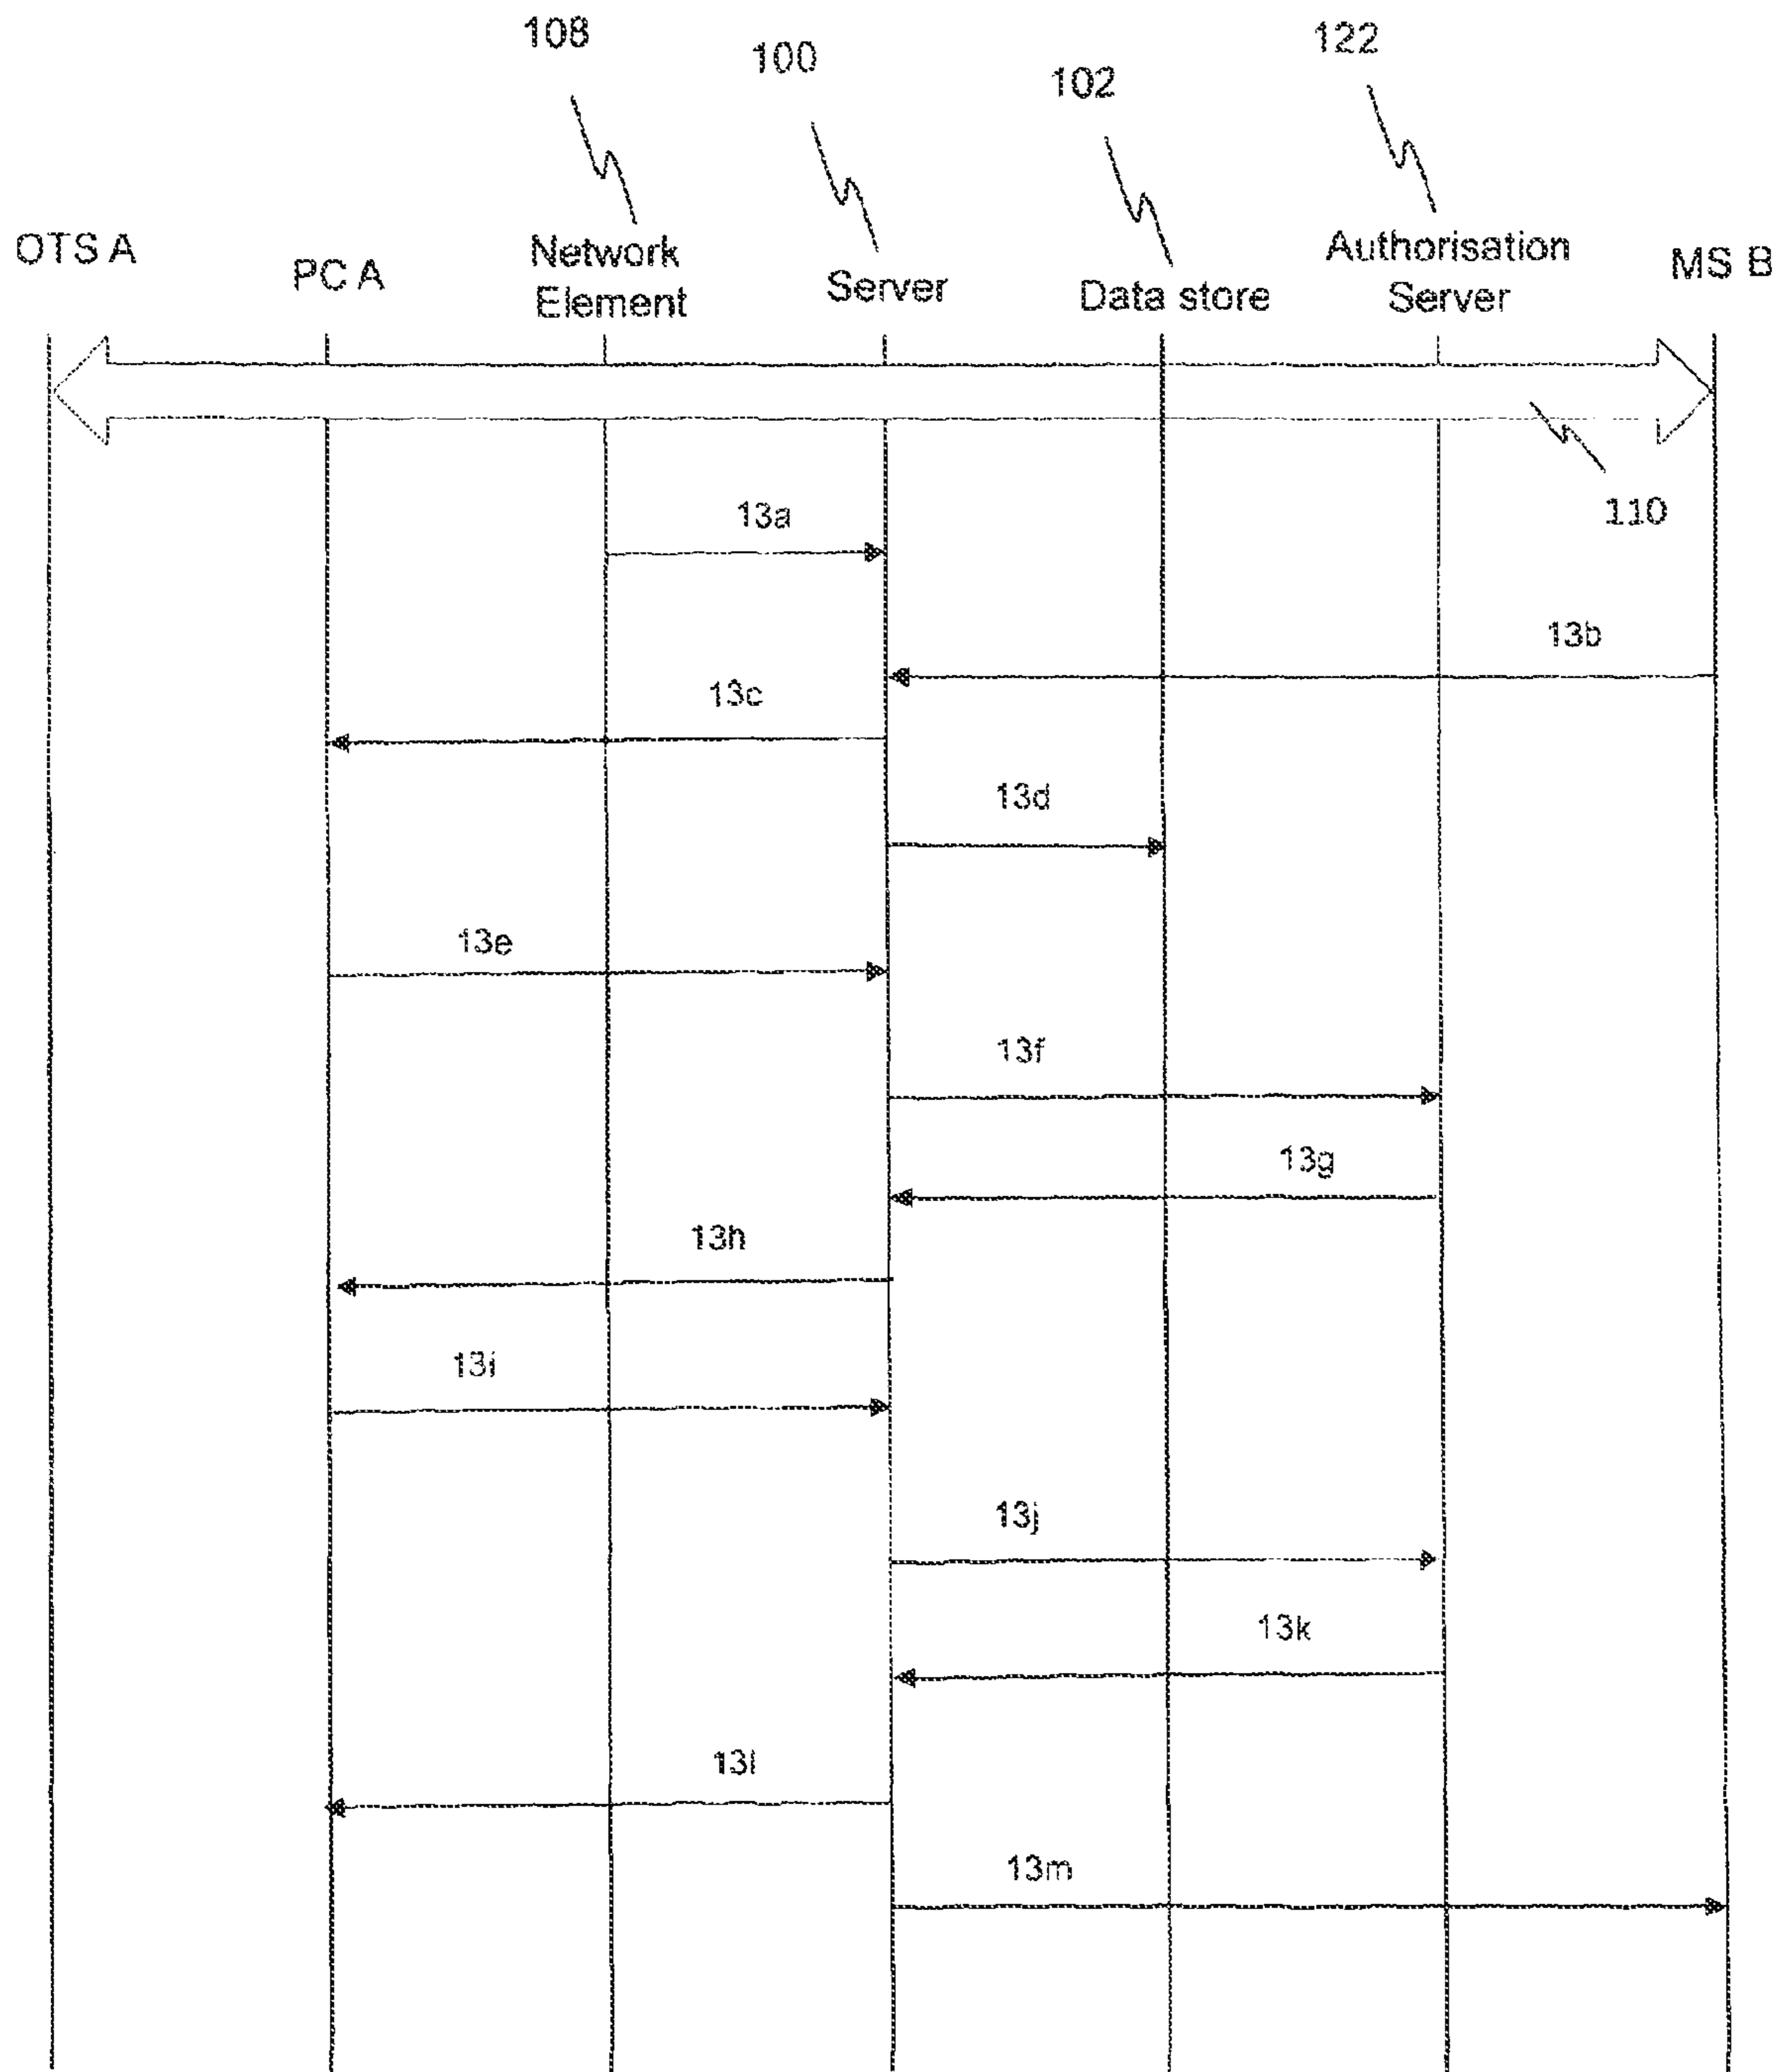 108
100
102
122
OTS A
PC A
Network
Element
Server
Data store
Authorisation
Server
MS B
110
13a
13b
13c
13d
13e
13f
13g
13h
13i
13j
13k
13l
13m